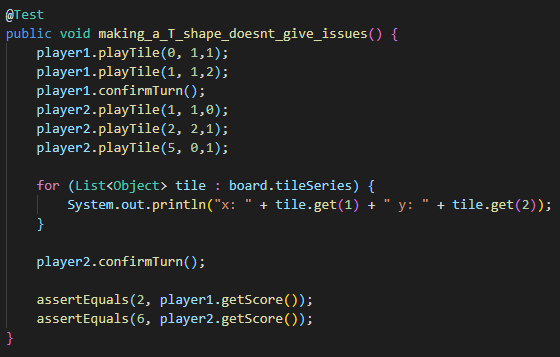 @Test
public void making_a_T_shape_doesnt_give_issues() {
    player1.playTile(0, 1,1);
    player1.playTile(1, 1,2);
    player1.confirmTurn();
    player2.playTile(1, 1,0);
    player2.playTile(2, 2,1);
    player2.playTile(5, 0,1);

    for (List<Object> tile : board.tileSeries) {
        System.out.println("x: " + tile.get(1) + " y: " + tile.get(2));
    }

    player2.confirmTurn();

    assertEquals(2, player1.getScore());
    assertEquals(6, player2.getScore());
}